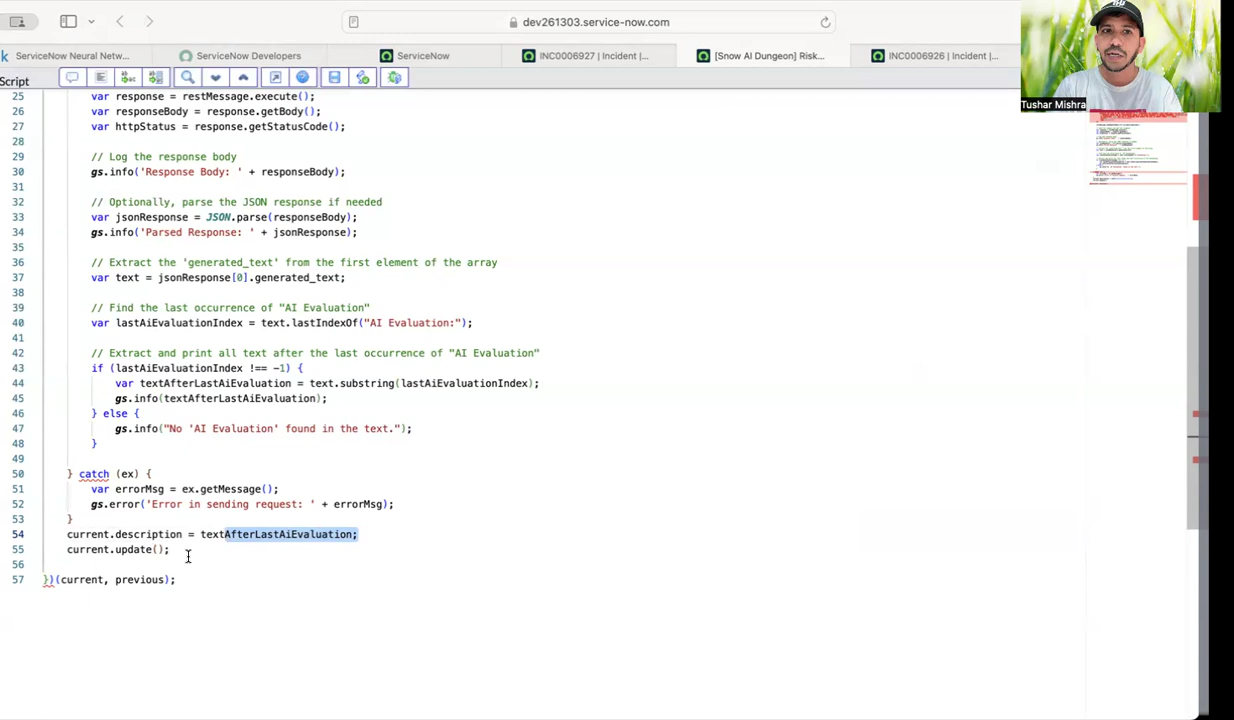 dev261303.service-now.com
ServiceNow Neural Netw...
ServiceNow Developers
ServiceNow
INC0006927 | Incident |...
[Snow AI Dungeon] Risk...
INC0006926 | Incident |...
Tushar Mishra
Script
25 var response = restMessage.execute();
26 var responseBody = response.getBody();
27 var httpStatus = response.getStatusCode();
28
29 // Log the response body
30 gs.info('Response Body: ' + responseBody);
31
32 // Optionally, parse the JSON response if needed
33 var jsonResponse = JSON.parse(responseBody);
34 gs.info('Parsed Response: ' + jsonResponse);
35
36 // Extract the 'generated_text' from the first element of the array
37 var text = jsonResponse[0].generated_text;
38
39 // Find the last occurrence of "AI Evaluation"
40 var lastAiEvaluationIndex = text.lastIndexOf("AI Evaluation:");
41
42 // Extract and print all text after the last occurrence of "AI Evaluation"
43 if (lastAiEvaluationIndex !== -1) {
44 var textAfterLastAiEvaluation = text.substring(lastAiEvaluationIndex);
45 gs.info(textAfterLastAiEvaluation);
46 } else {
47 gs.info("No 'AI Evaluation' found in the text.");
48 }
49
50 } catch (ex) {
51 var errorMsg = ex.getMessage();
52 gs.error('Error in sending request: ' + errorMsg);
53 }
54 current.description = textAfterLastAiEvaluation;
55 current.update();
56
57 })(current, previous);